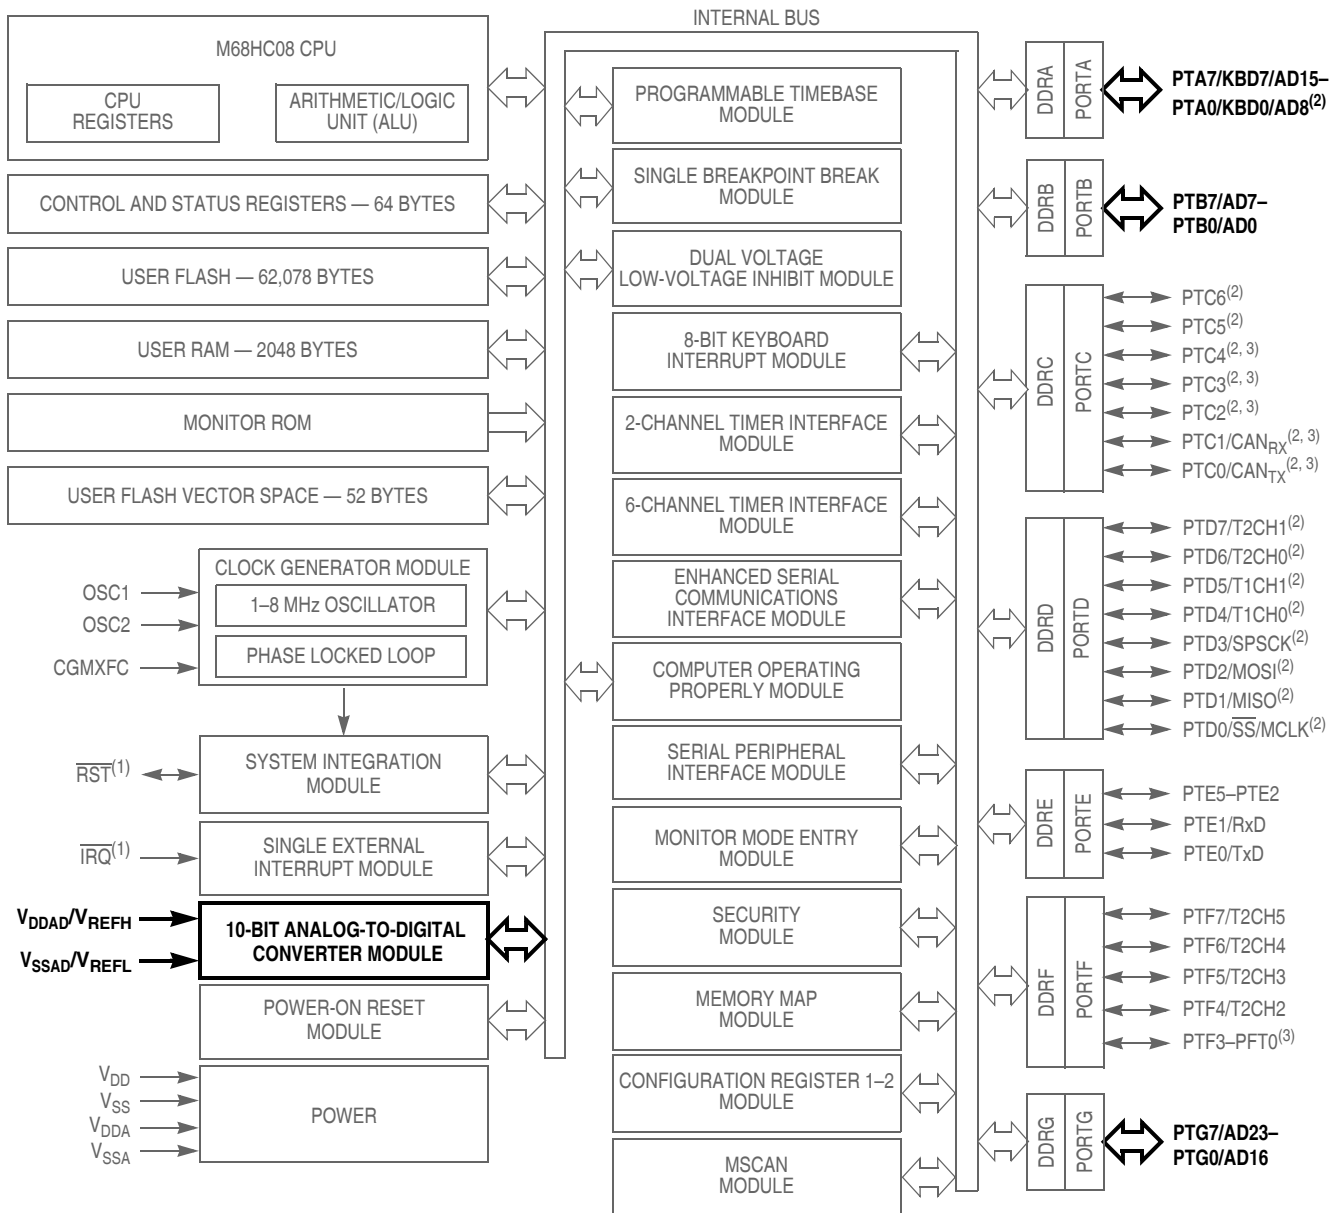 INTERNAL BUS
M68HC08 CPU
CPU
REGISTERS
ARITHMETIC/LOGIC
UNIT (ALU)
CONTROL AND STATUS REGISTERS — 64 BYTES
USER FLASH — 62,078 BYTES
USER RAM — 2048 BYTES
MONITOR ROM
USER FLASH VECTOR SPACE — 52 BYTES
CLOCK GENERATOR MODULE
1–8 MHz OSCILLATOR
PHASE LOCKED LOOP
OSC1
OSC2
CGMXFC
SYSTEM INTEGRATION
MODULE
RST(1)
SINGLE EXTERNAL
INTERRUPT MODULE
IRQ(1)
VDDAD/VREFH
VSSAD/VREFL
10-BIT ANALOG-TO-DIGITAL
CONVERTER MODULE
POWER-ON RESET
MODULE
VDD
VSS
VDDA
VSSA
POWER
PROGRAMMABLE TIMEBASE
MODULE
SINGLE BREAKPOINT BREAK
MODULE
DUAL VOLTAGE
LOW-VOLTAGE INHIBIT MODULE
8-BIT KEYBOARD
INTERRUPT MODULE
2-CHANNEL TIMER INTERFACE
MODULE
6-CHANNEL TIMER INTERFACE
MODULE
ENHANCED SERIAL
COMMUNICATIONS
INTERFACE MODULE
COMPUTER OPERATING
PROPERLY MODULE
SERIAL PERIPHERAL
INTERFACE MODULE
MONITOR MODE ENTRY
MODULE
SECURITY
MODULE
MEMORY MAP
MODULE
CONFIGURATION REGISTER 1–2
MODULE
MSCAN
MODULE
DDRA
PORTA
PTA7/KBD7/AD15–
PTA0/KBD0/AD8(2)
DDRB
PORTB
PTB7/AD7–
PTB0/AD0
DDRC
PORTC
PTC6(2)
PTC5(2)
PTC4(2, 3)
PTC3(2, 3)
PTC2(2, 3)
PTC1/CANRX(2, 3)
PTC0/CANTX(2, 3)
DDRD
PORTD
PTD7/T2CH1(2)
PTD6/T2CH0(2)
PTD5/T1CH1(2)
PTD4/T1CH0(2)
PTD3/SPSCK(2)
PTD2/MOSI(2)
PTD1/MISO(2)
PTD0/SS/MCLK(2)
DDRE
PORTE
PTE5–PTE2
PTE1/RxD
PTE0/TxD
DDRF
PORTF
PTF7/T2CH5
PTF6/T2CH4
PTF5/T2CH3
PTF4/T2CH2
PTF3–PFT0(3)
DDRG
PORTG
PTG7/AD23–
PTG0/AD16